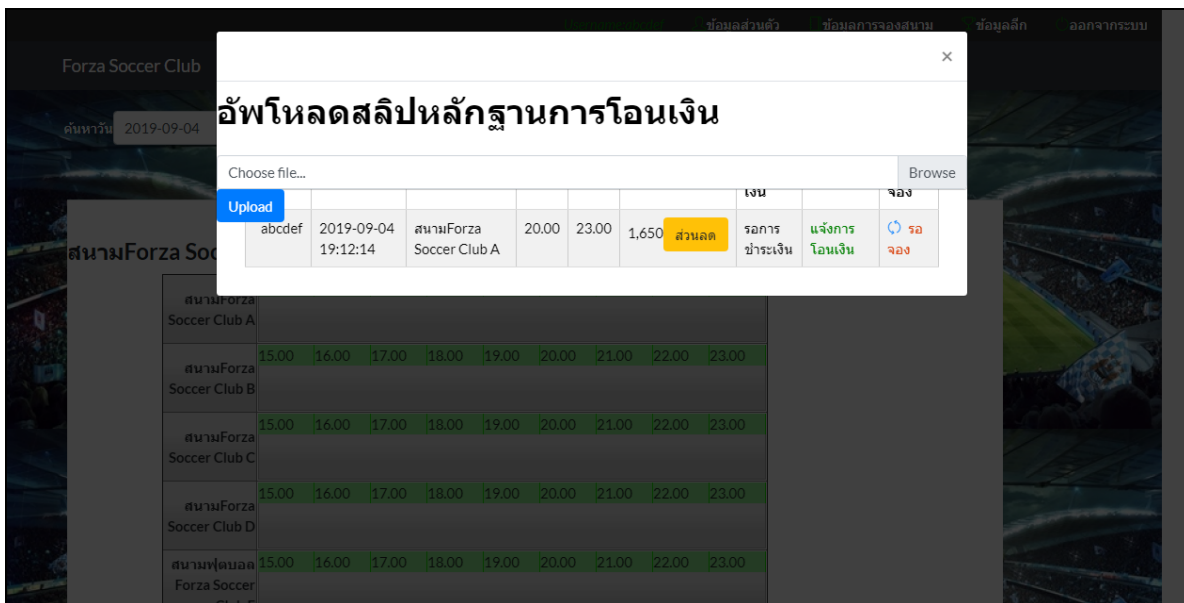 ข้อมูลส่วนตัว ข้อมูลการจองสนาม ข้อมูลลีก ออกจากระบบ
×
Forza Soccer Club
อัพโหลดสลิปหลักฐานการโอนเงิน
ค้นหาวัน 2019-09-04
Choose file... Browse
เงิน จอง
Upload
abcdef 2019-09-04 สนามForza 20.00 23.00 1,650 ส่วนลด รอการ แจ้งการ รอ
19:12:14 Soccer Club A ชำระเงิน โอนเงิน จอง
สนามForza Soc
สนามForza
Soccer Club A
15.00 16.00 17.00 18.00 19.00 20.00 21.00 22.00 23.00
สนามForza
Soccer Club B
15.00 16.00 17.00 18.00 19.00 20.00 21.00 22.00 23.00
สนามForza
Soccer Club C
15.00 16.00 17.00 18.00 19.00 20.00 21.00 22.00 23.00
สนามForza
Soccer Club D
15.00 16.00 17.00 18.00 19.00 20.00 21.00 22.00 23.00
สนามฟุตบอล
Forza Soccer